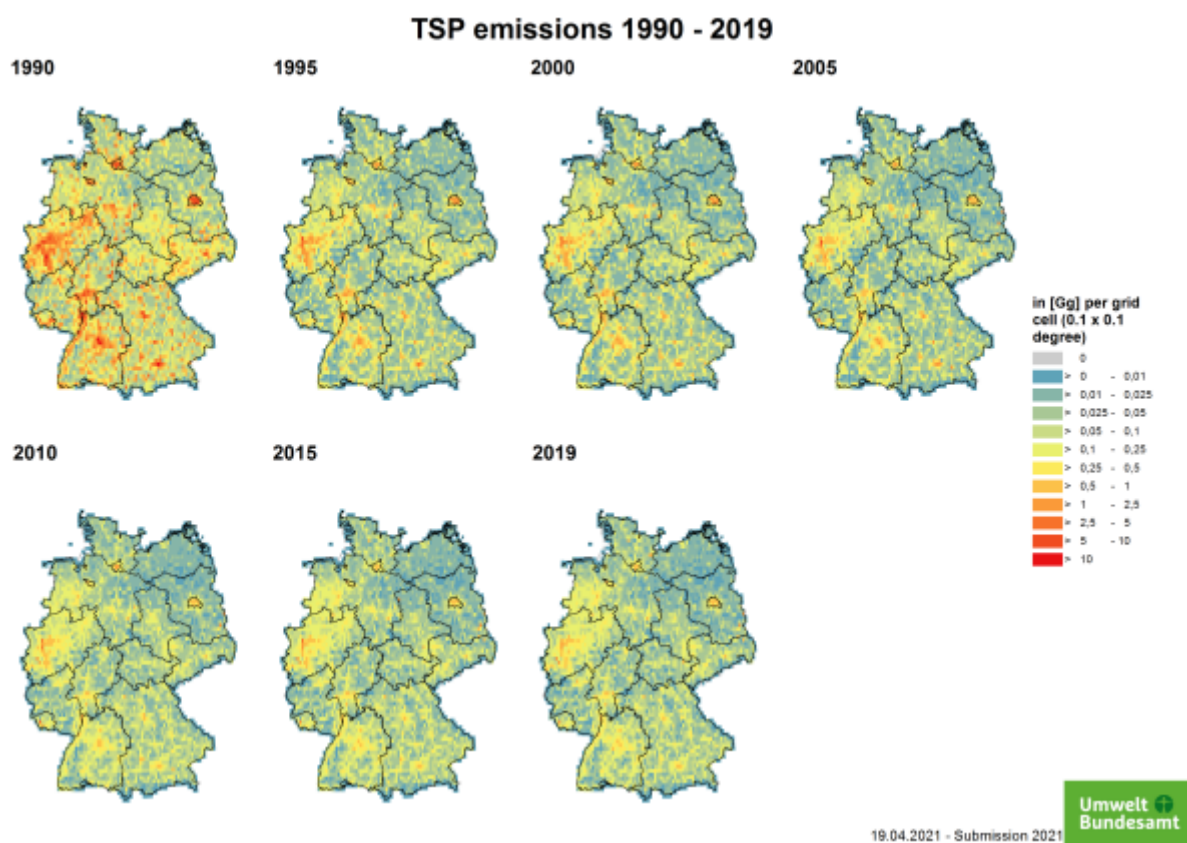 TSP emissions 1990 - 2019
1990
1995
2000
2005
in [Gg] per grid
cell (0.1 x 0.1
degree)
0
> 0 - 0,01
> 0,01 - 0,025
> 0,025 - 0,05
> 0,05 - 0,1
> 0,1 - 0,25
> 0,25 - 0,5
> 0,5 - 1
> 1 - 2,5
> 2,5 - 5
> 5 - 10
> 10
2010
2015
2019
Umwelt
Bundesamt
19.04.2021 - Submission 2021